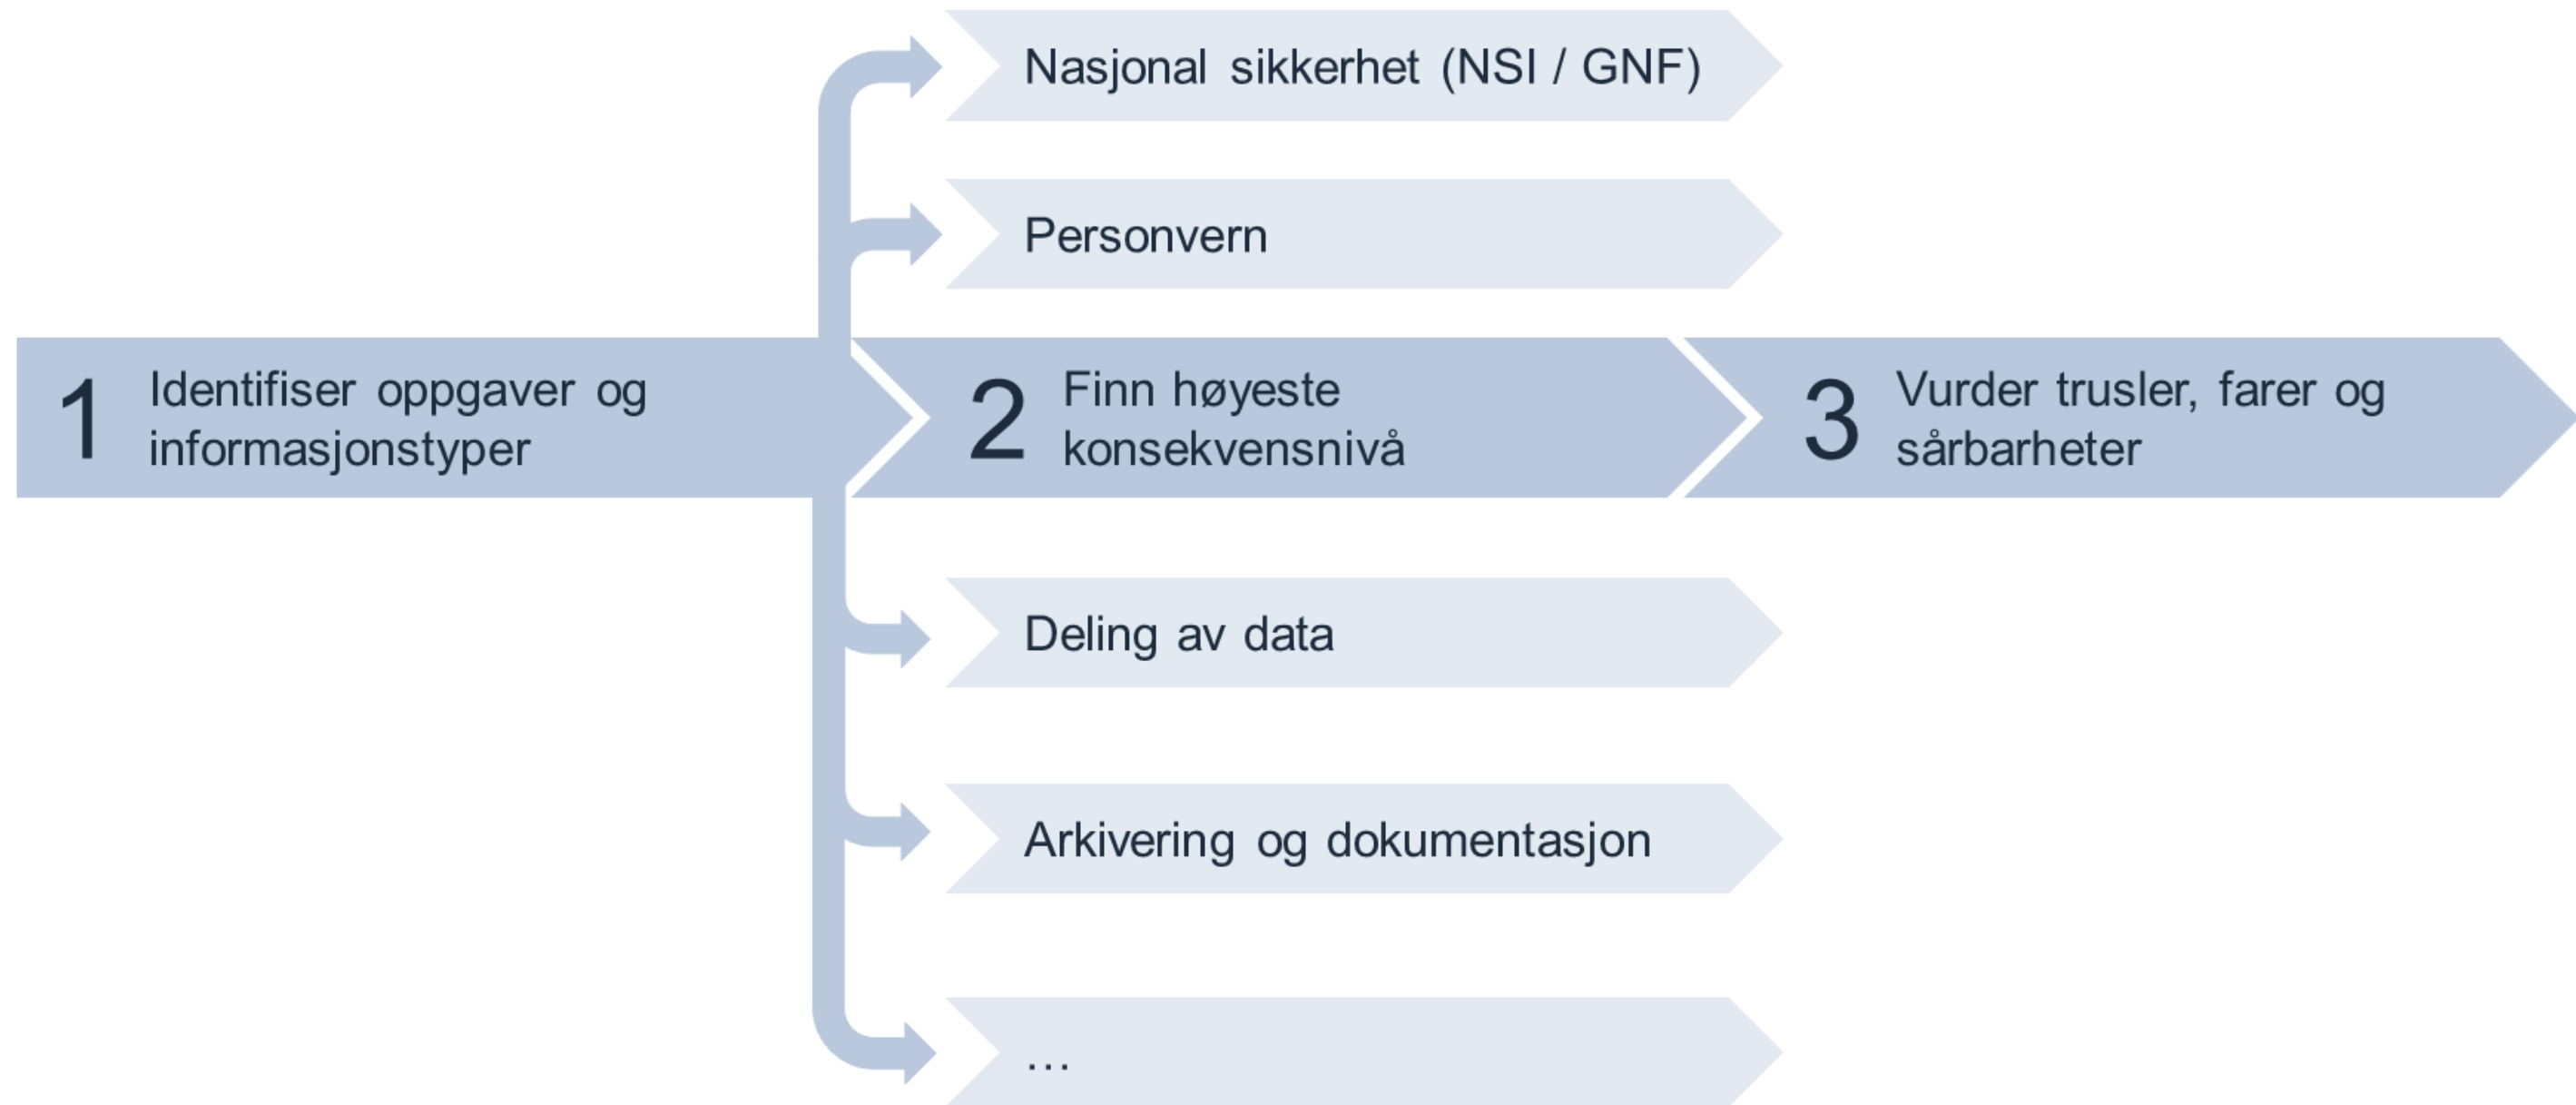 Nasjonal sikkerhet (NSI / GNF)
Personvern
1
Identifiser oppgaver og
informasjonstyper
2
Finn høyeste
konsekvensnivå
3
Vurder trusler, farer og
sårbarheter
Deling av data
Arkivering og dokumentasjon
...